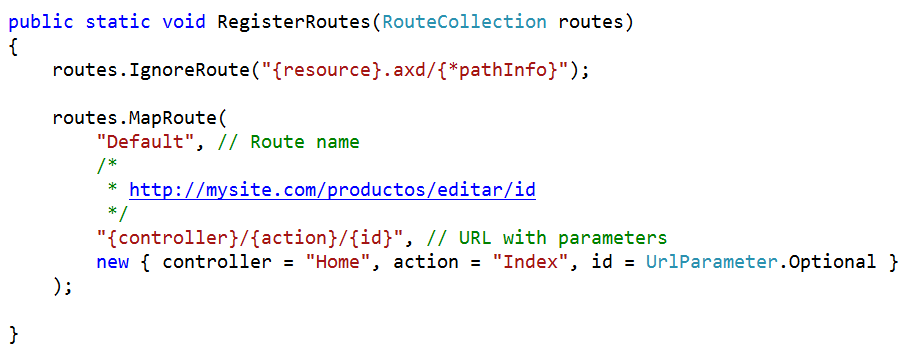 public static void RegisterRoutes(RouteCollection routes)
{
    routes.IgnoreRoute("{resource}.axd/{*pathInfo}");

    routes.MapRoute(
        "Default", // Route name
        /*
         * http://mysite.com/productos/editar/id
         */
        "{controller}/{action}/{id}", // URL with parameters
        new { controller = "Home", action = "Index", id = UrlParameter.Optional }
    );

}